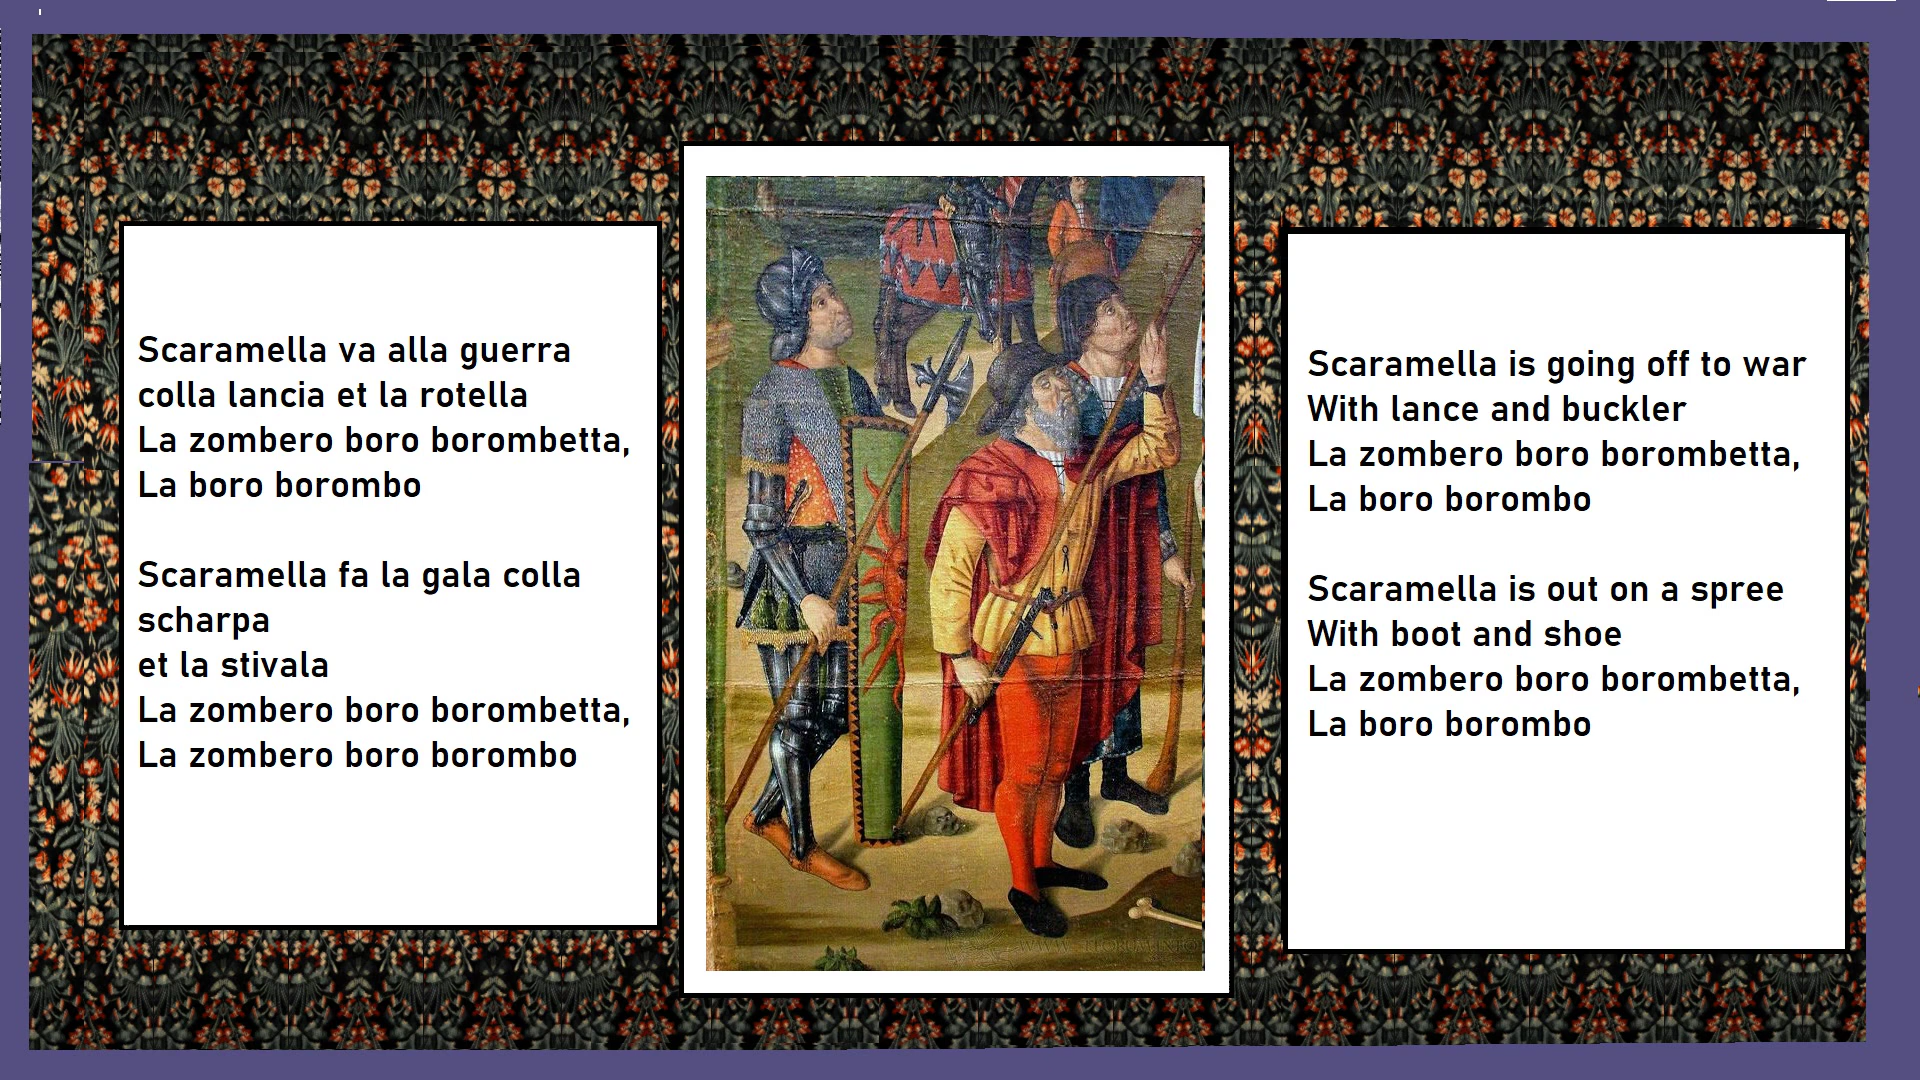 Scaramella va alla guerra
colla lancia et la rotella
La zombero boro borombetta,
La boro borombo
Scaramella fa la gala colla
scharpa
et la stivala
La zombero boro borombetta,
La zombero boro borombo
Scaramella is going off to war
With lance and buckler
La zombero boro borombetta,
La boro borombo
Scaramella is out on a spree
With boot and shoe
La zombero boro borombetta,
La boro borombo